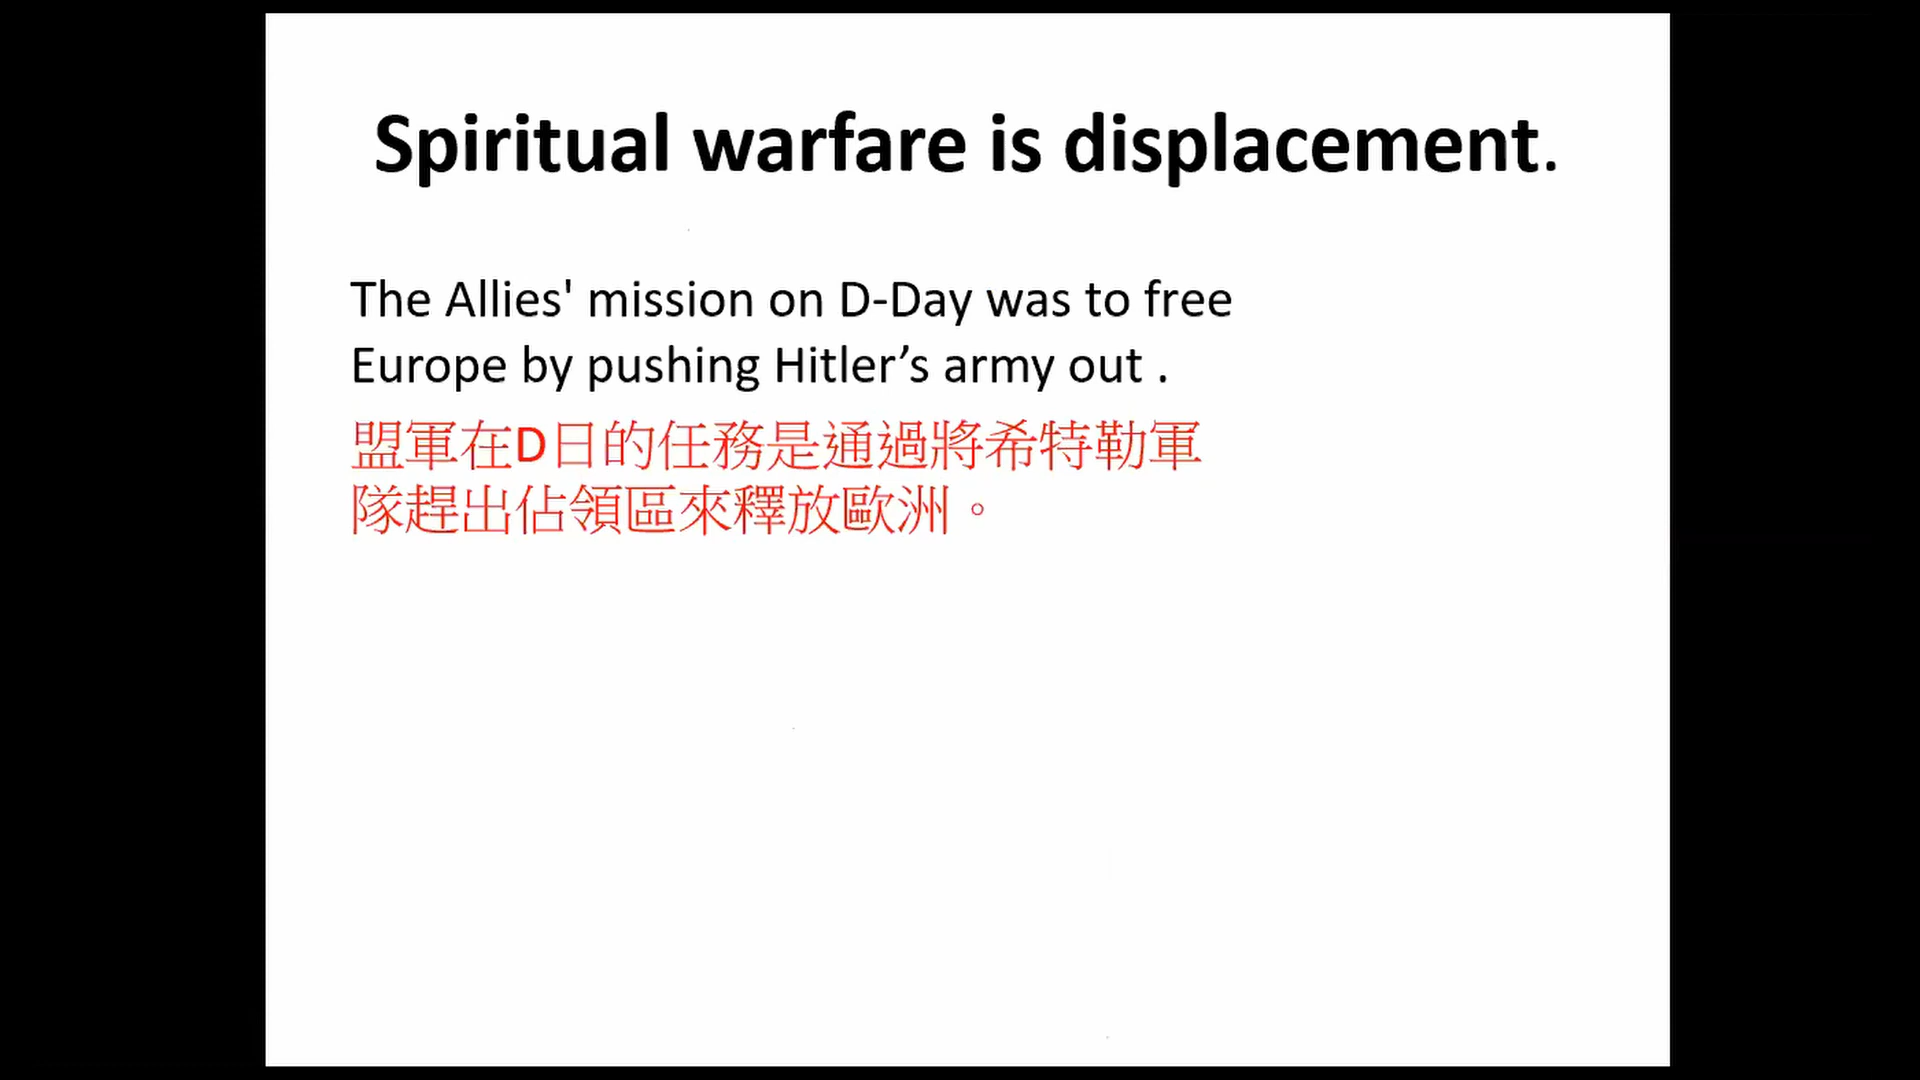 Spiritual warfare is displacement.
The Allies' mission on D-Day was to free
Europe by pushing Hitler’s army out .
盟軍在D日的任務是通過將希特勒軍
隊趕出佔領區來釋放歐洲。